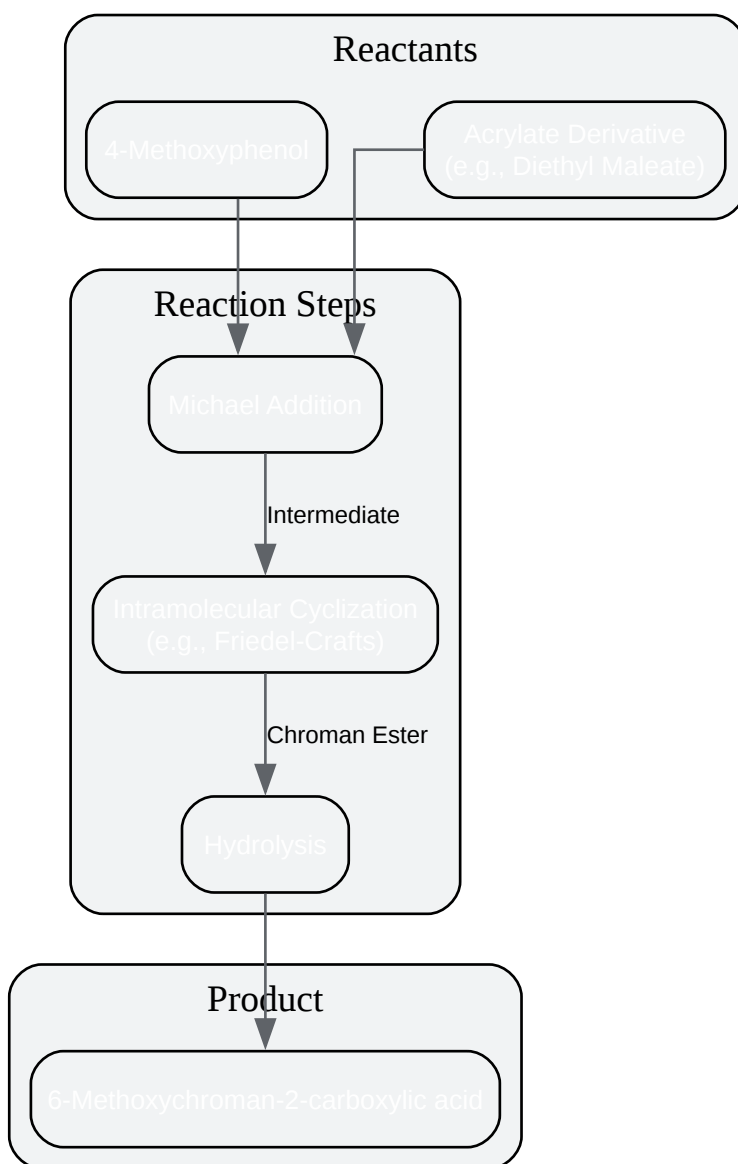 Reactants
4-Methoxyphenol
Acrylate Derivative
(e.g., Diethyl Maleate)
Reaction Steps
Michael Addition
Intermediate
Intramolecular Cyclization
(e.g., Friedel-Crafts)
Chroman Ester
Hydrolysis
Product
6-Methoxychroman-2-carboxylic acid